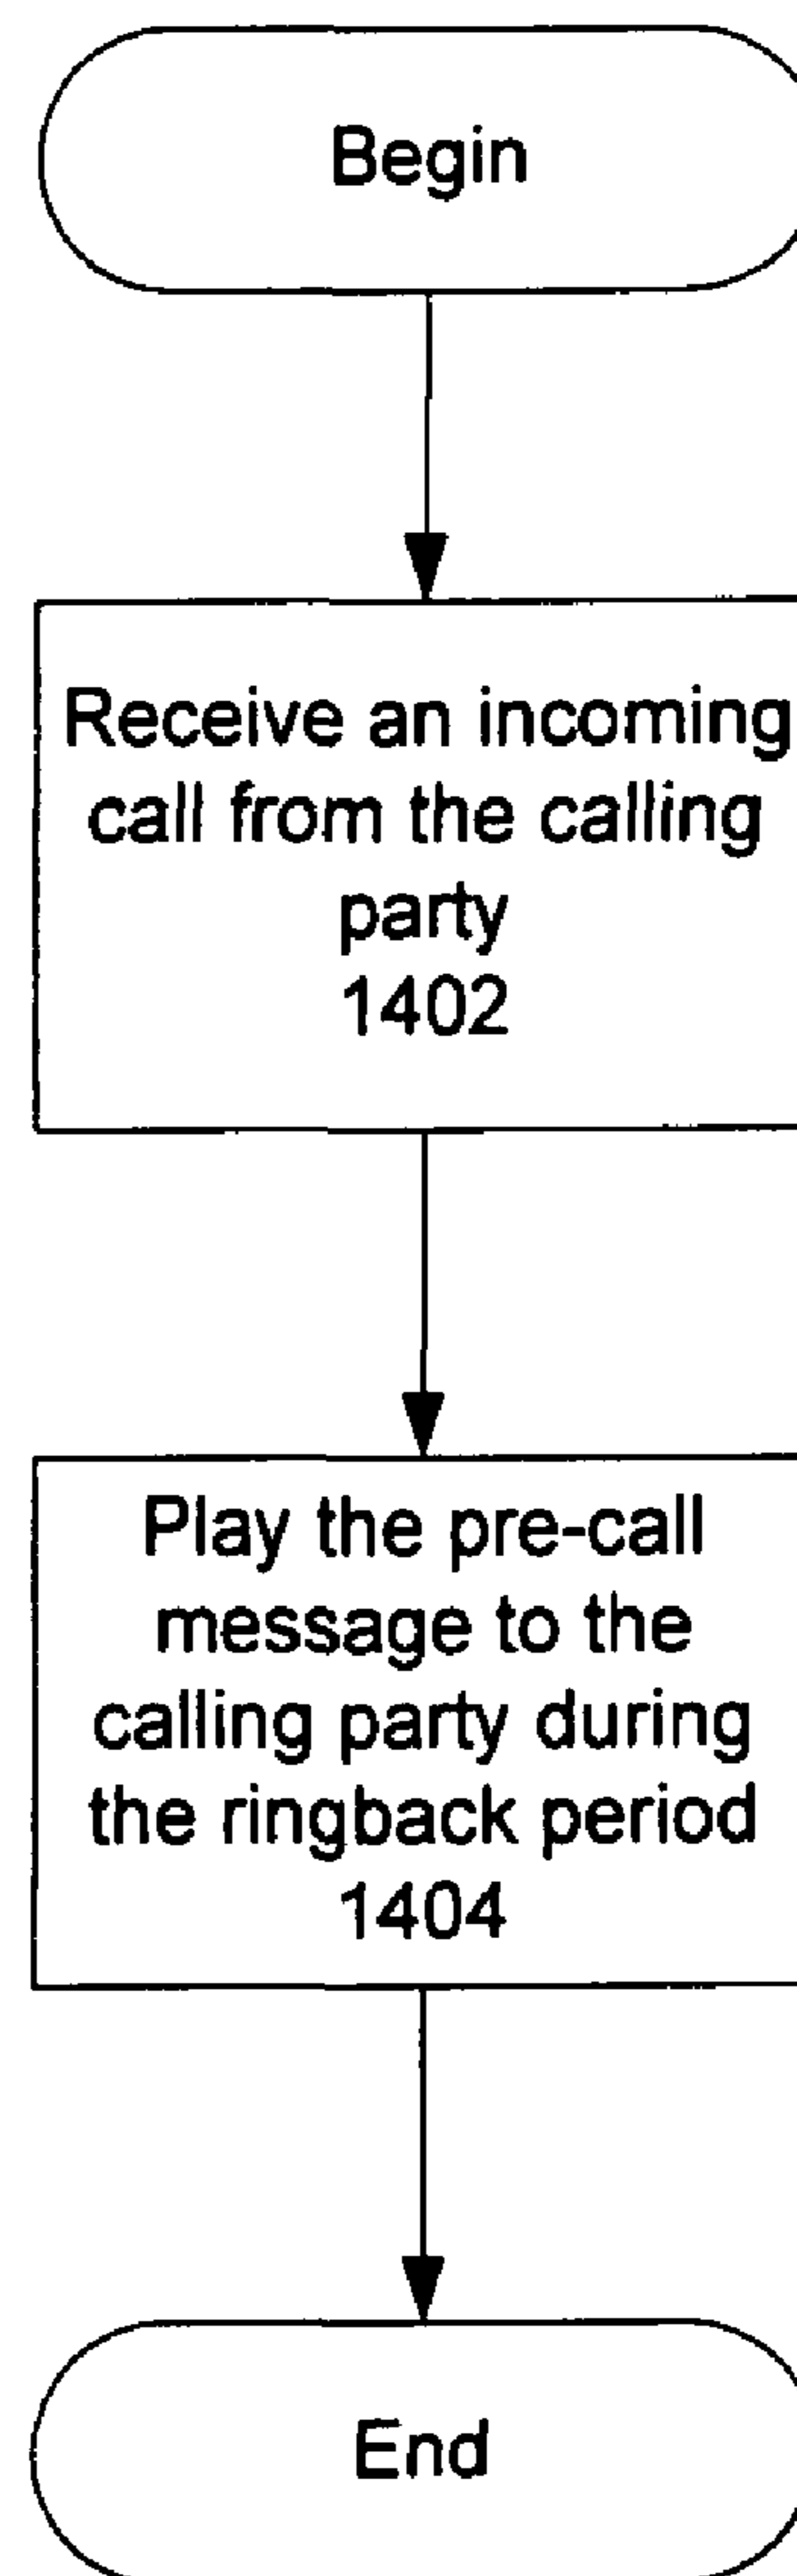 Begin
Receive an incoming
call from the calling
party
1402
Play the pre-call
message to the
calling party during
the ringback period
1404
End